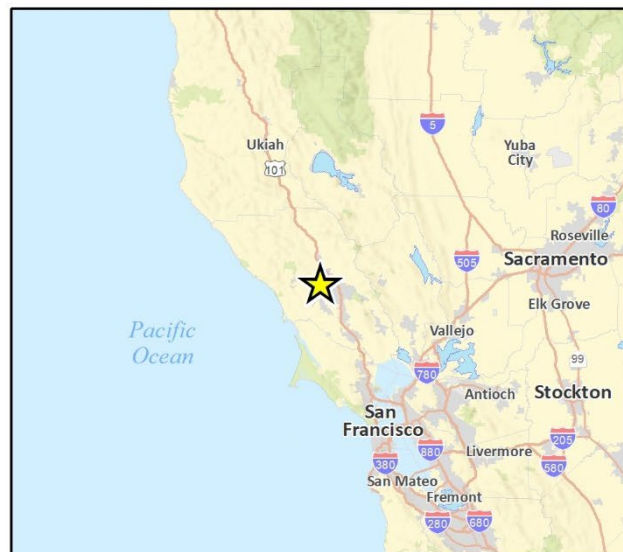 5
Ukiah
101
Yuba
City
80
Roseville
505
Sacramento
Elk Grove
Pacific
Ocean
Vallejo
99
780
Antioch
Stockton
San
Francisco
205
880
Livermore
380
580
San Mateo
Fremont
280
680